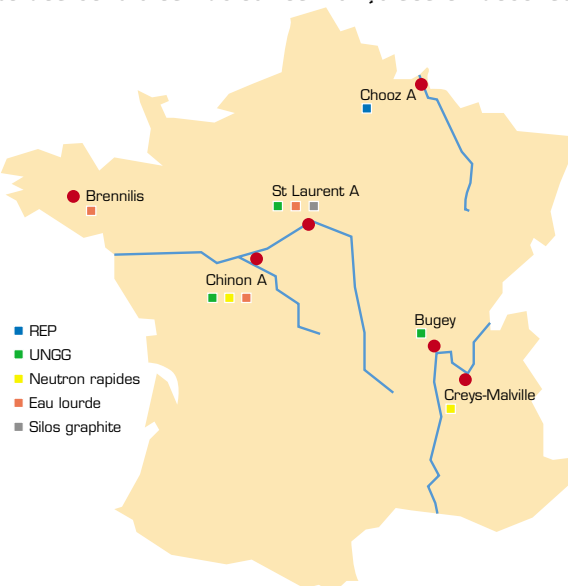 Chooz A
Brennilis
St Laurent A
Chinon A
Bugey
Creys-Malville
REP
UNGG
Neutron rapides
Eau lourde
Silos graphite